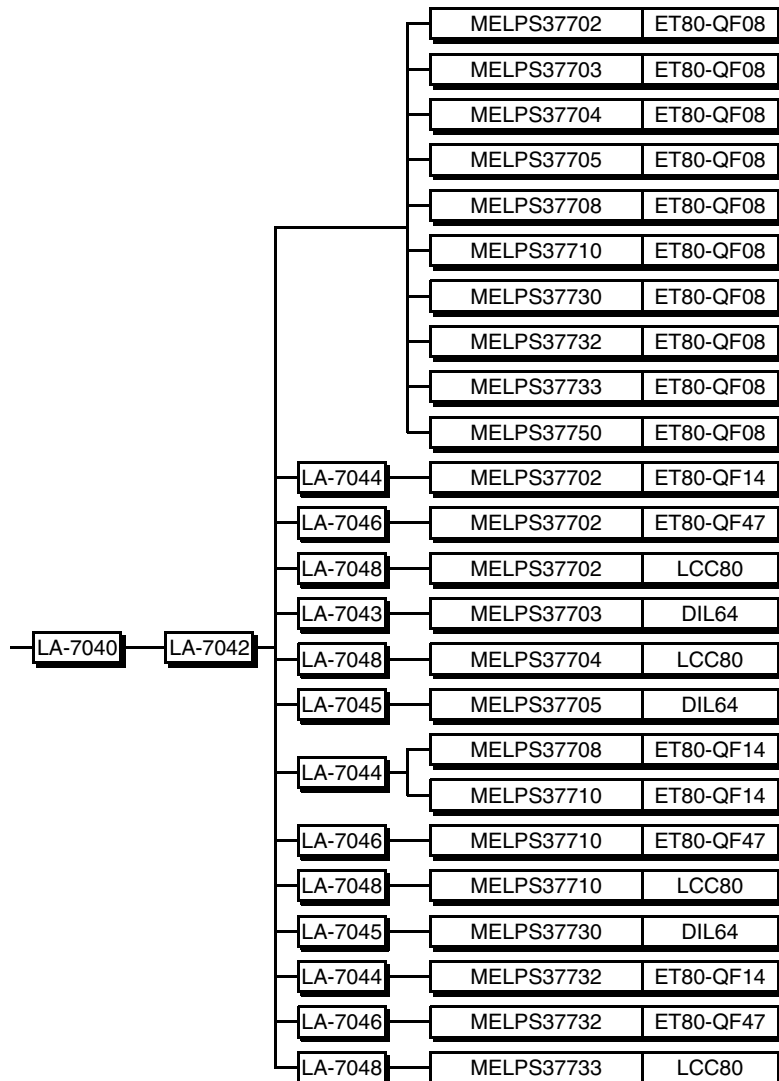 MELPS37702 ET80-QF08
MELPS37703 ET80-QF08
MELPS37704 ET80-QF08
MELPS37705 ET80-QF08
MELPS37708 ET80-QF08
MELPS37710 ET80-QF08
MELPS37730 ET80-QF08
MELPS37732 ET80-QF08
MELPS37733 ET80-QF08
MELPS37750 ET80-QF08
LA-7044 MELPS37702 ET80-QF14
LA-7046 MELPS37702 ET80-QF47
LA-7048 MELPS37702 LCC80
LA-7043 MELPS37703 DIL64
LA-7040 LA-7042
LA-7048 MELPS37704 LCC80
LA-7045 MELPS37705 DIL64
MELPS37708 ET80-QF14
LA-7044
MELPS37710 ET80-QF14
LA-7046 MELPS37710 ET80-QF47
LA-7048 MELPS37710 LCC80
LA-7045 MELPS37730 DIL64
LA-7044 MELPS37732 ET80-QF14
LA-7046 MELPS37732 ET80-QF47
LA-7048 MELPS37733 LCC80